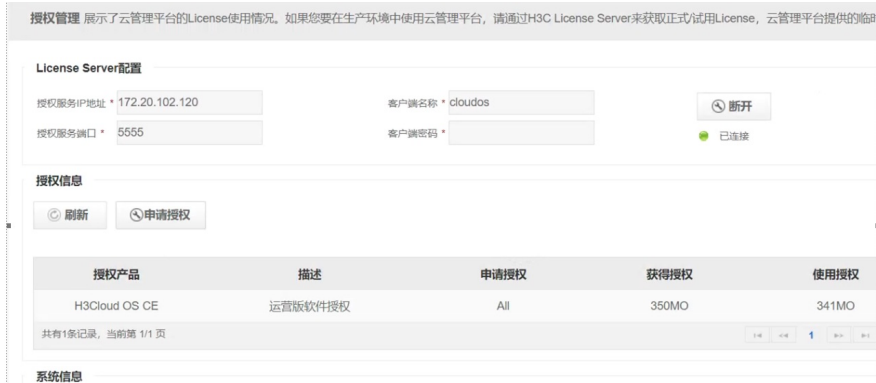 授权管理 展示了云管理平台的License使用情况。如果您要在生产环境中使用云管理平台，请通过H3C License Server来获取正式/试用License，云管理平台提供的临时
License Server配置
授权服务IP地址 * 172.20.102.120 客户端名称 * cloudos 断开
授权服务端口 * 5555 客户端密码 * 已连接
授权信息
刷新 申请授权
授权产品 描述 申请授权 获得授权 使用授权
H3Cloud OS CE 运营版软件授权 All 350MO 341MO
共有1条记录，当前第 1/1 页 1
系统信息